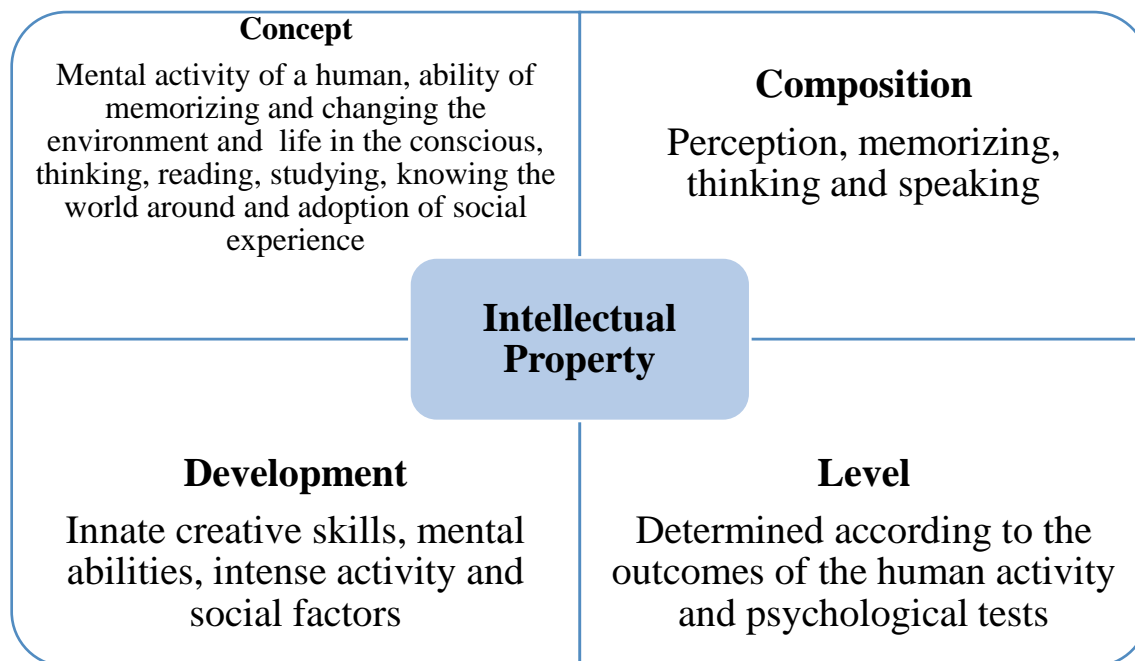 Concept
Mental activity of a human, ability of
memorizing and changing the
environment and life in the conscious,
thinking, reading, studying, knowing the
world around and adoption of social
experience
Composition
Perception, memorizing,
thinking and speaking
Intellectual
Property
Development
Innate creative skills, mental
abilities, intense activity and
social factors
Level
Determined according to the
outcomes of the human activity
and psychological tests